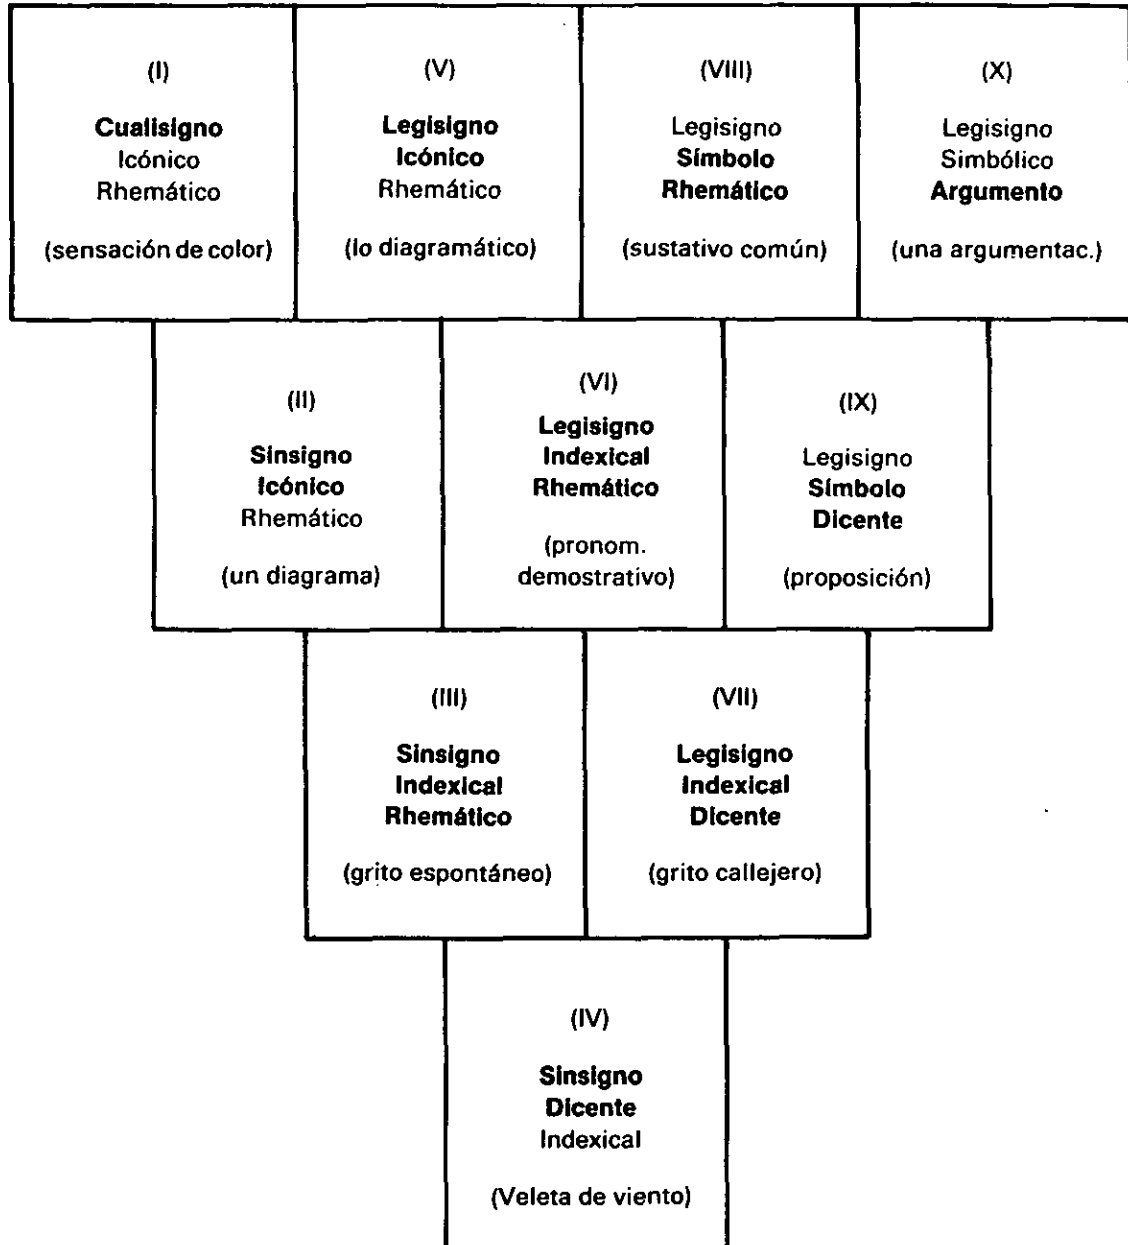 (I)
Cualisigno
Icónico
Rhemático
(sensación de color)
(V)
Legisigno
Icónico
Rhemático
(lo diagramático)
(VIII)
Legisigno
Símbolo
Rhemático
(sustativo común)
(X)
Legisigno
Simbólico
Argumento
(una argumentac.)
(II)
Sinsigno
Icónico
Rhemático
(un diagrama)
(VI)
Legisigno
Indexical
Rhemático
(pronom.
demostrativo)
(IX)
Legisigno
Símbolo
Dicente
(proposición)
(III)
Sinsigno
Indexical
Rhemático
(grito espontáneo)
(VII)
Legisigno
Indexical
Dicente
(grito callejero)
(IV)
Sinsigno
Dicente
Indexical
(Veleta de viento)